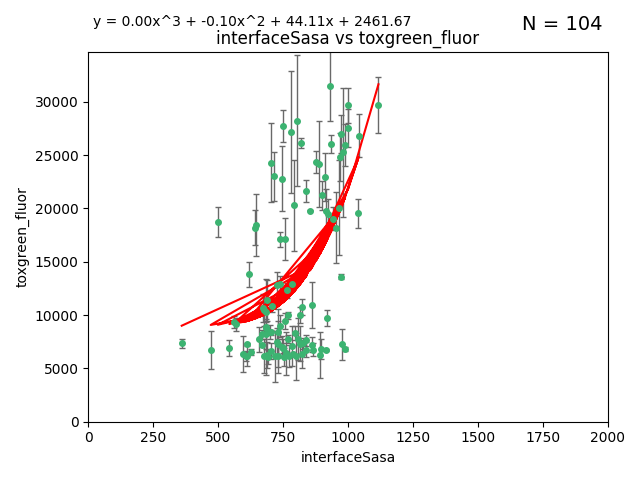 y = 0.00x^3 + -0.10x^2 + 44.11x + 2461.67
N = 104
interfaceSasa vs toxgreen_fluor
toxgreen_fluor
30000
25000
20000
15000
10000
5000
0
0 250 500 750 1000 1250 1500 1750 2000
interfaceSasa